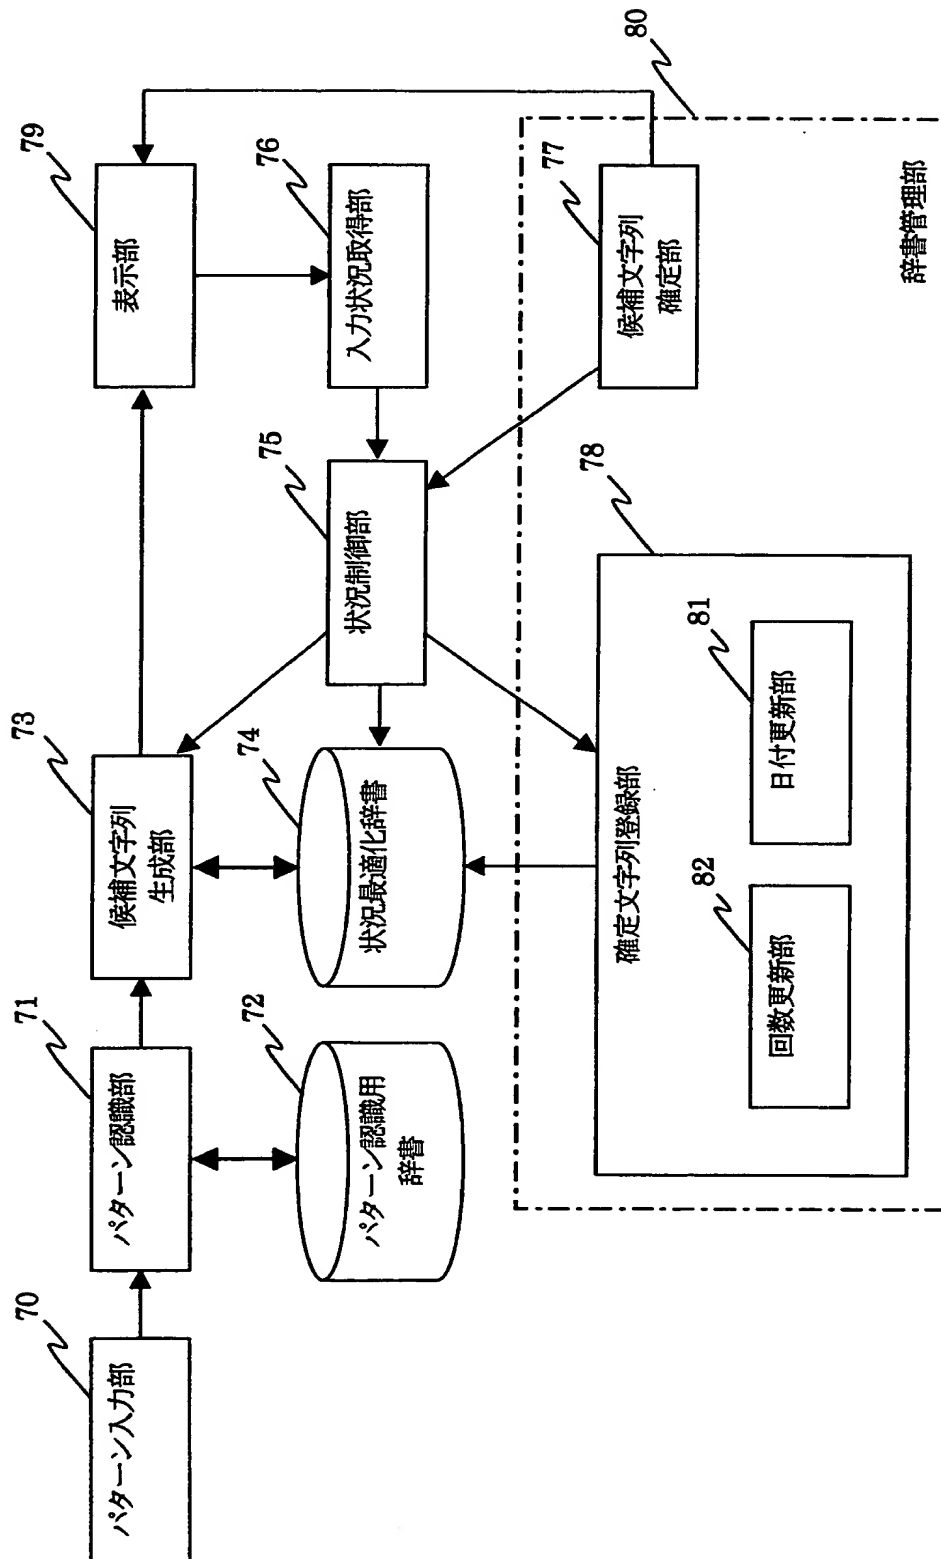 70
パターン入力部
71
パターン認識部
72
パターン認識用
辞書
73
候補文字列
生成部
74
状況最適化辞書
75
状況制御部
79
表示部
76
入力状況取得部
80
77
候補文字列
確定部
辞書管理部
78
確定文字列登録部
82
回数更新部
81
日付更新部